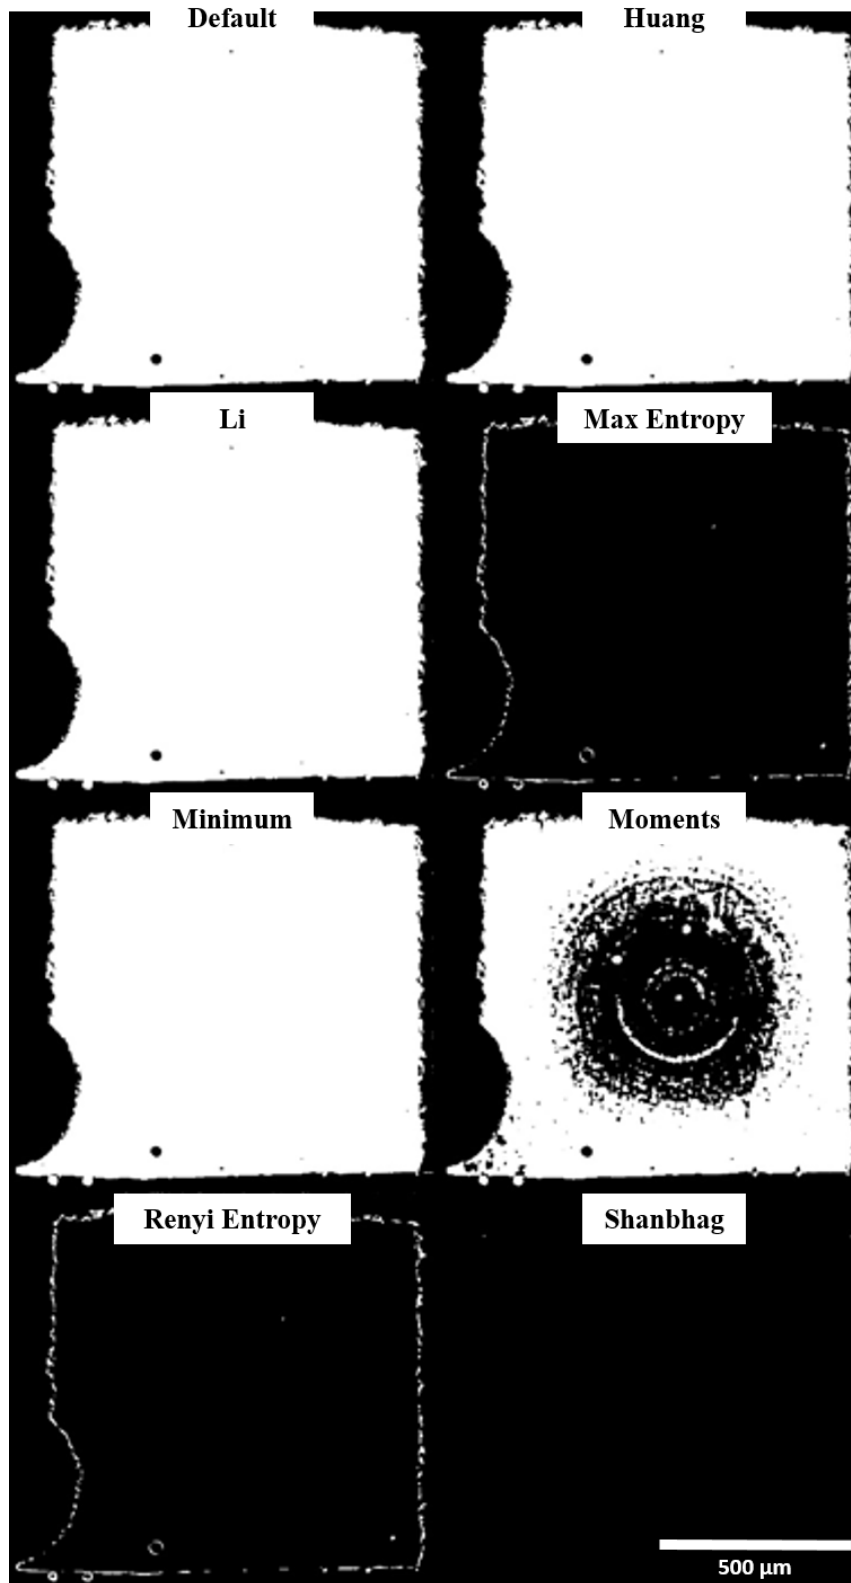 Default
Huang
Li
Max Entropy
Minimum
Moments
Renyi Entropy
Shanbhag
500 µm